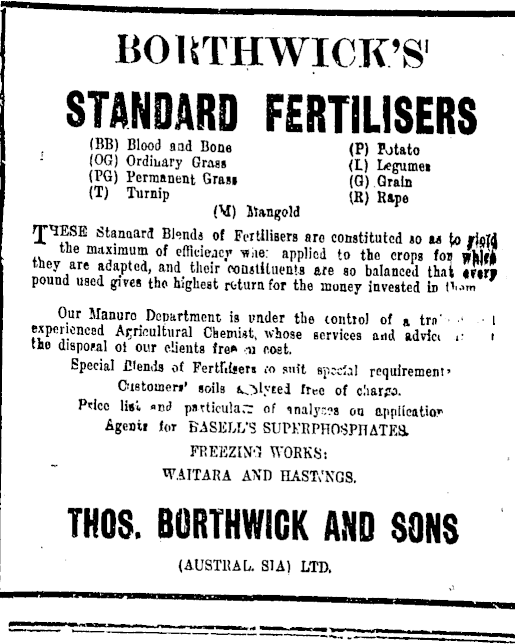 BORTHWICK'S
STANDARD FERTILISERS
(BB) Blood and Bone (P) Potato
(OG) Ordinary Grass (L) Legumes
(PG) Permanent Grass (G) Grain
(T) Turnip (R) Rape
(M) Mangold
THESE Standard Blends of Fertilisers are constituted so as to yield
the maximum of efficiency when applied to the crops for which
they are adapted, and their constituents are so balanced that every
pound used gives the highest return for the money invested in them
Our Manure Department is under the control of a
experienced Agricultural Chemist, whose services and advice
the disposal of our clients free of cost.
Special Blends of Fertilisers to suit special requirements
Customers' soils analysed free of charge.
Price list and particulars of analyses on application
Agents for BASELL'S SUPERPHOSPHATES.
FREEZING WORKS:
WAITARA AND HASTINGS.
THOS. BORTHWICK AND SONS
(AUSTRALASIA) LTD.